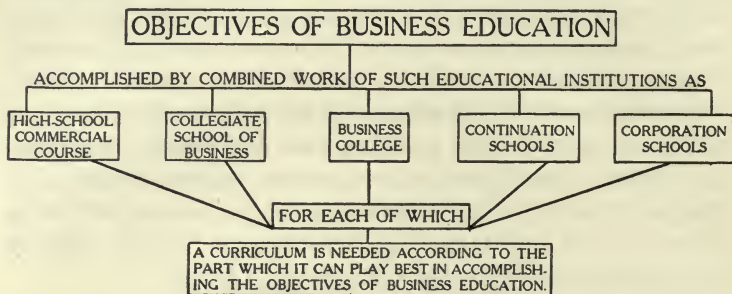 OBJECTIVES OF BUSINESS EDUCATION
ACCOMPLISHED BY COMBINED WORK OF SUCH EDUCATIONAL INSTITUTIONS AS
HIGH-SCHOOL
COMMERCIAL
COURSE
COLLEGIATE
SCHOOL OF
BUSINESS
BUSINESS
COLLEGE
CONTINUATION
SCHOOLS
CORPORATION
SCHOOLS
FOR EACH OF WHICH
A CURRICULUM IS NEEDED ACCORDING TO THE
PART WHICH IT CAN PLAY BEST IN ACCOMPLISH-
ING THE OBJECTIVES OF BUSINESS EDUCATION.